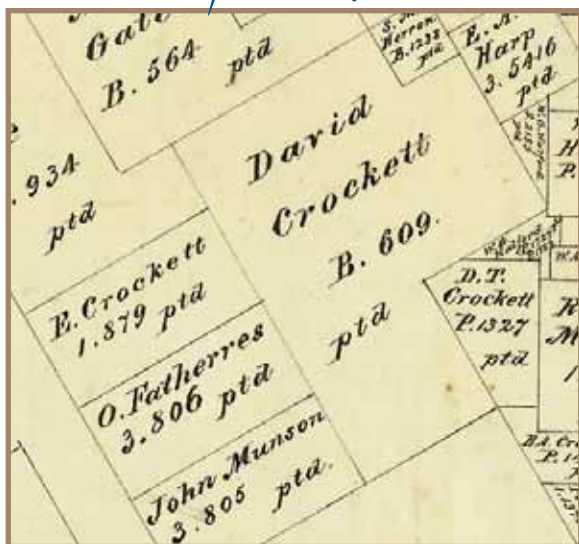 B. 564
ptd
Herron
B. 1233
ptd
E. A.
Harp
3. 5416
ptd
. 934
ptd
David
Crockett
B. 609.
ptd
E. Crockett
1. 879 ptd
O. Fatherres
3. 806 ptd
John Munson
3. 805 ptd.
D. T.
Crockett
P. 1327
ptd